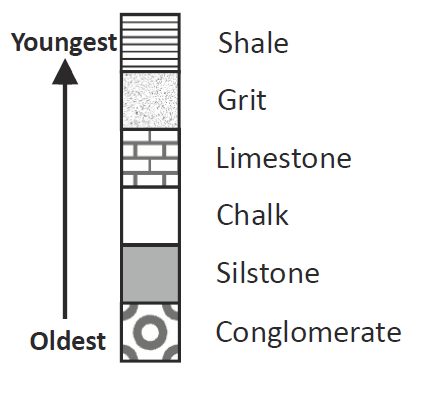 Youngest
Shale
Grit
Limestone
Chalk
Silstone
Oldest
Conglomerate